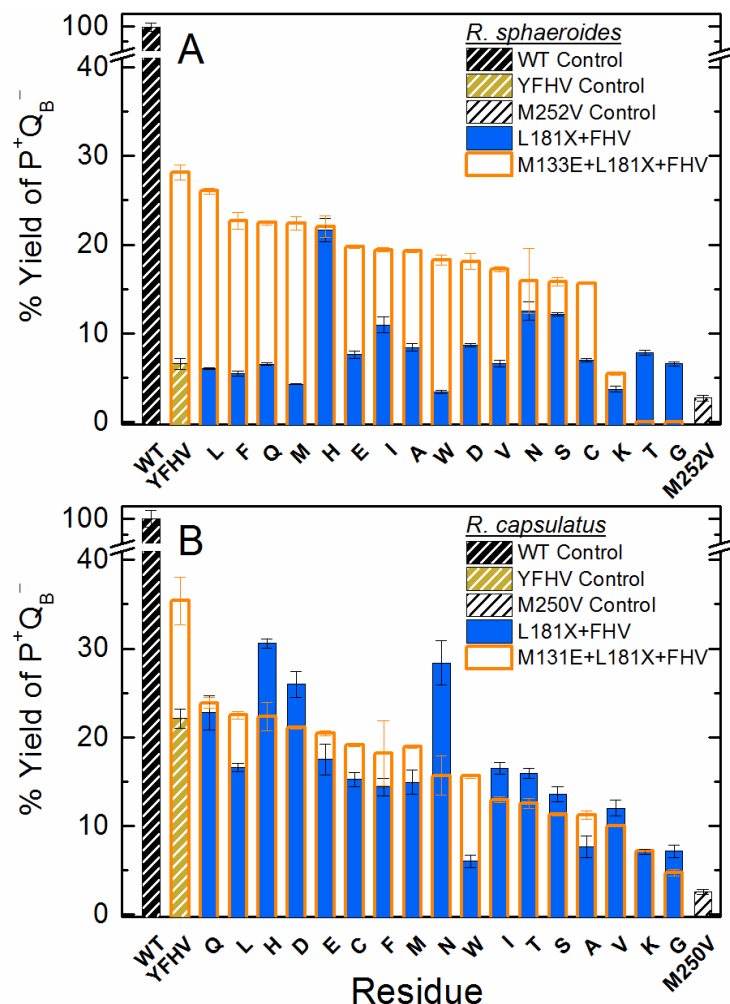 A
R. sphaeroides
WT Control
YFHV Control
M252V Control
L181X+FHV
M133E+L181X+FHV
% Yield of P⁺Q_B⁻
100
40
30
20
10
0
WT YFHV L F Q M H E I A W D V N S C K T G M252V
B
R. capsulatus
WT Control
YFHV Control
M250V Control
L181X+FHV
M131E+L181X+FHV
% Yield of P⁺Q_B⁻
100
40
30
20
10
0
WT YFHV Q L H D E C F M N W I T S A V K G M250V
Residue